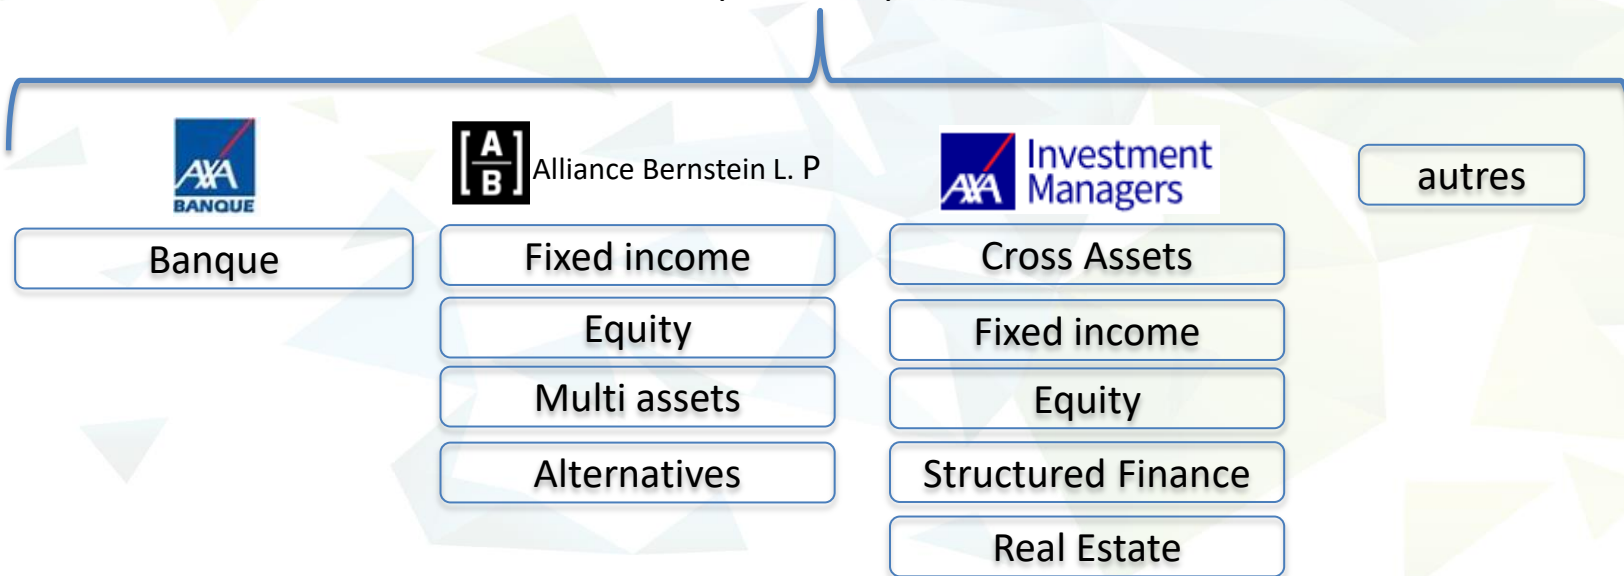 AXA
BANQUE
[A
B]
Alliance Bernstein L. P
AXA
Investment
Managers
autres
Banque
Fixed income
Equity
Multi assets
Alternatives
Cross Assets
Fixed income
Equity
Structured Finance
Real Estate